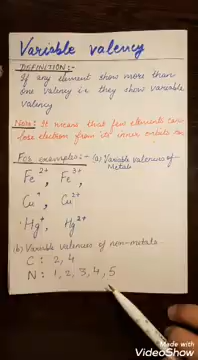 Variable Valency
DEFINITION:-
If any element show more than
one valency i.e they show variable
valency
Note: It means that few elements can
lose electron from its inner orbits
For examples:- (a) Variable valencies of
Metals
Fe2+, Fe3+
Cu+, Cu2+
Hg+, Hg2+
(b) Variable valencies of non-metals
C: 2, 4
N: 1, 2, 3, 4, 5
Made with
VideoShow